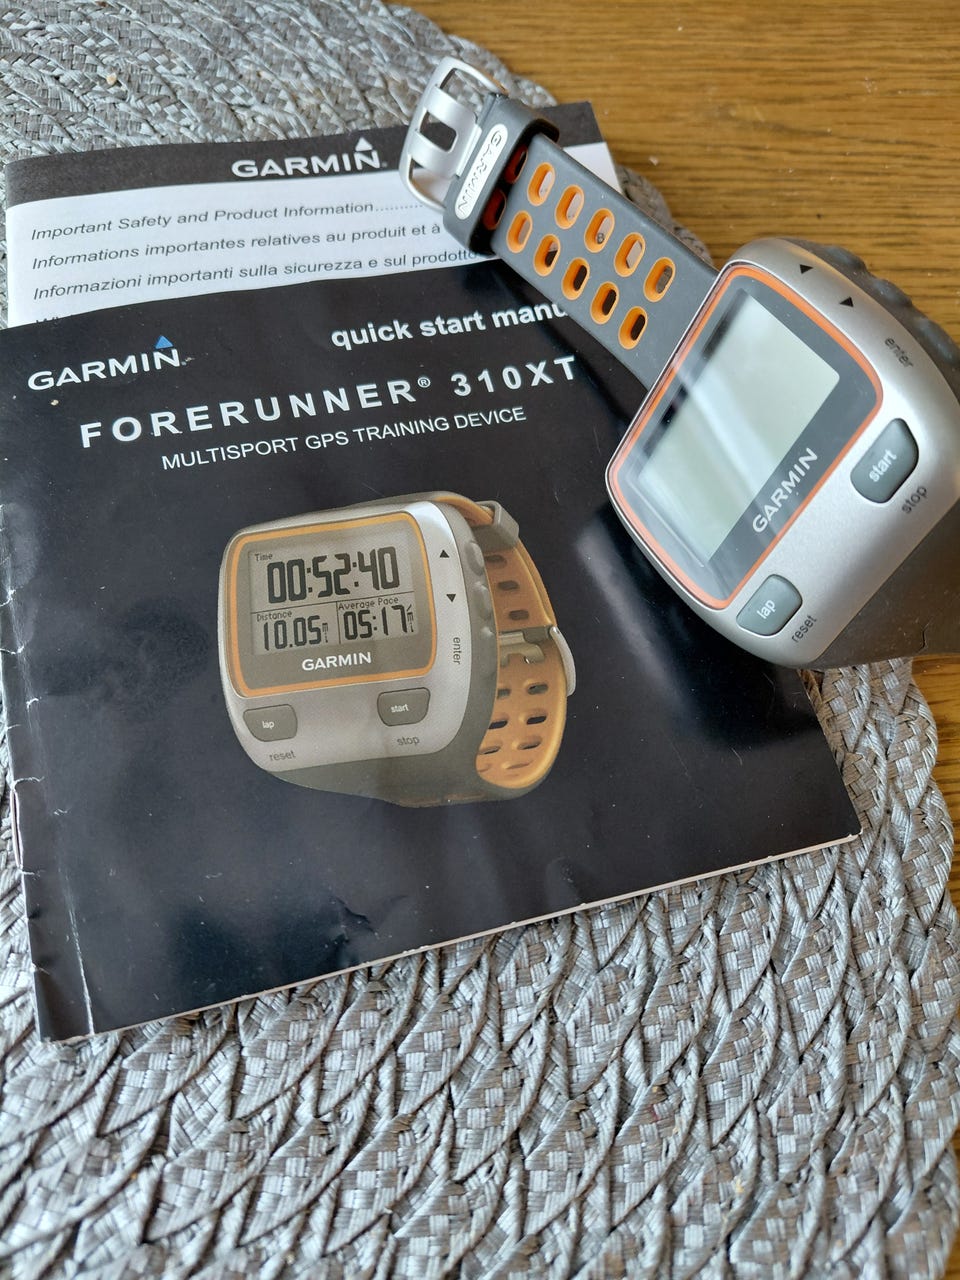 GARMIN
Important Safety and Product Information..........
Informations importantes relatives au produit et à
Informazioni importanti sulla sicurezza e sul prodotto
GARMIN
quick start
GARMIN
FORERUNNER® 310XT
MULTISPORT GPS TRAINING DEVICE
Time
00:52:40
Distance
Average Pace
10.05
05:17
GARMIN
enter
lap
start
reset
stop
GARMIN
enter
start
stop
GARMIN
lap
reset